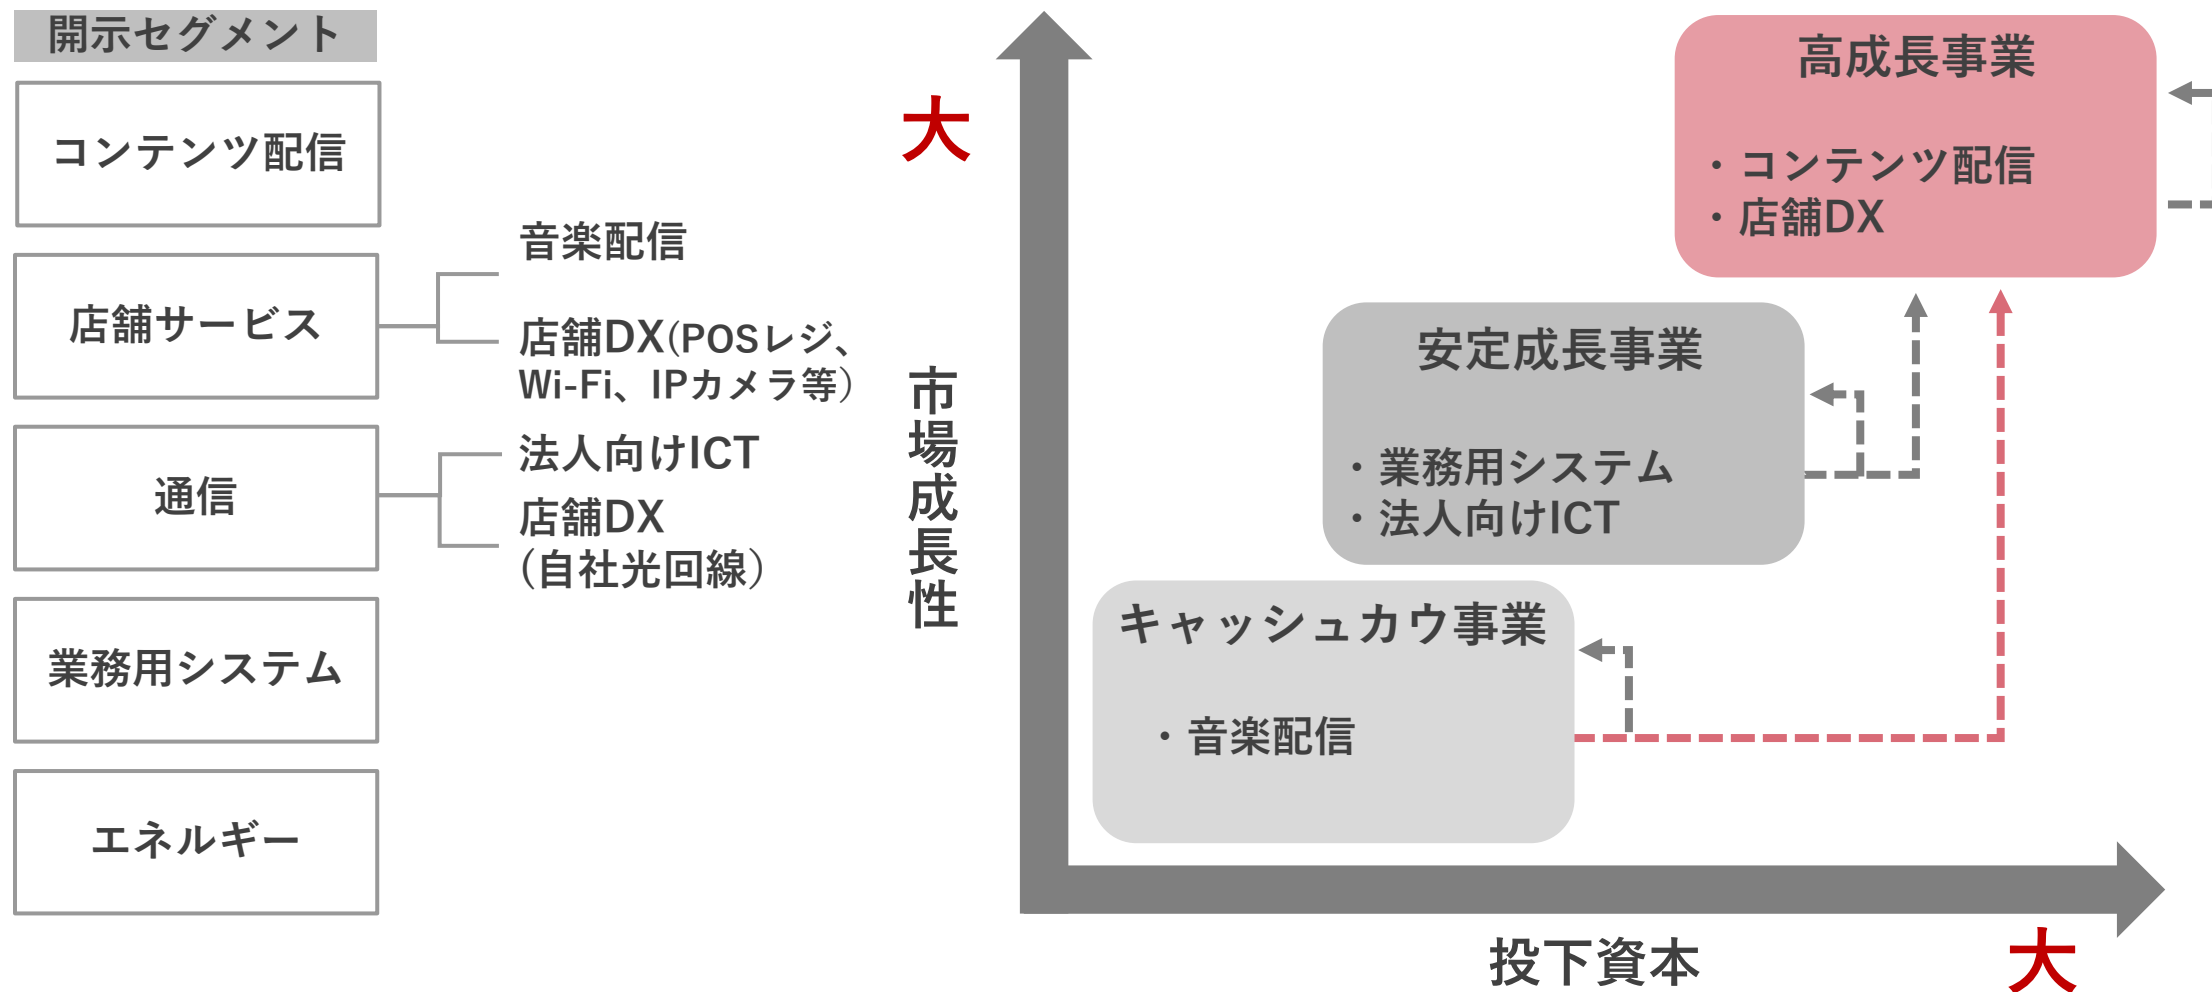 開示セグメント
コンテンツ配信
店舗サービス
音楽配信
店舗DX(POSレジ、
Wi-Fi、IPカメラ等）
通信
法人向けICT
店舗DX
(自社光回線）
業務用システム
エネルギー
大
市場成長性
高成長事業
・コンテンツ配信
・店舗DX
安定成長事業
・業務用システム
・法人向けICT
キャッシュカウ事業
・音楽配信
投下資本
大